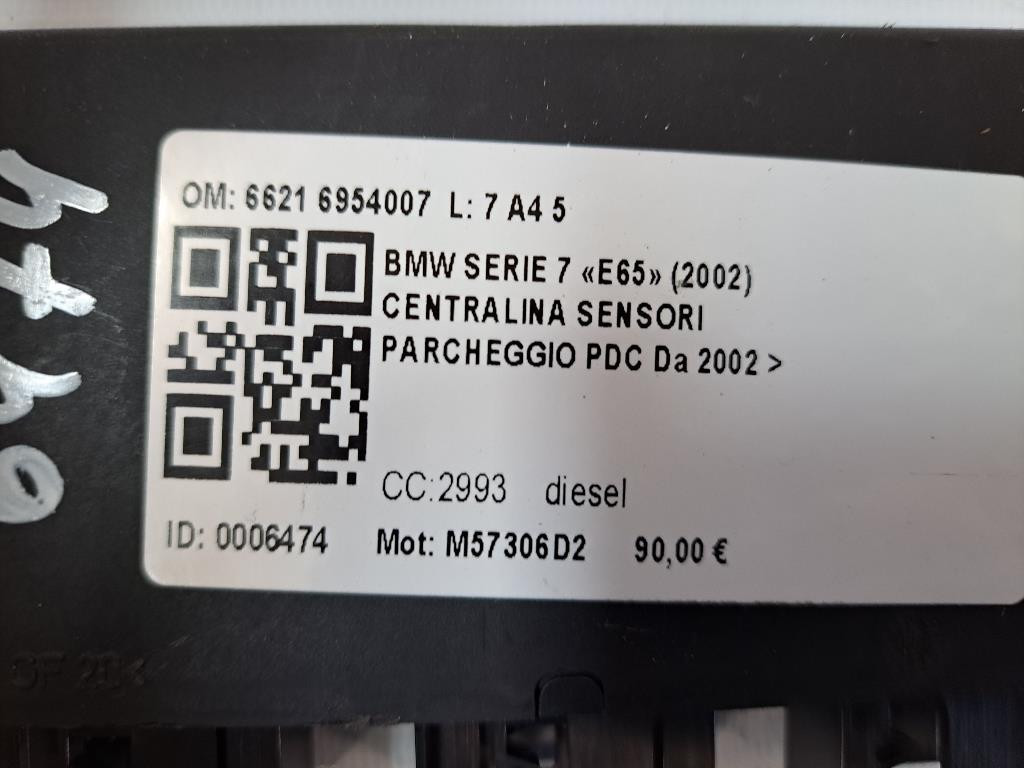 OM: 6621 6954007 L: 7 A4 5
BMW SERIE 7 «E65» (2002)
CENTRALINA SENSORI
PARCHEGGIO PDC Da 2002 >
CC:2993 diesel
ID: 0006474 Mot: M57306D2 90,00 €